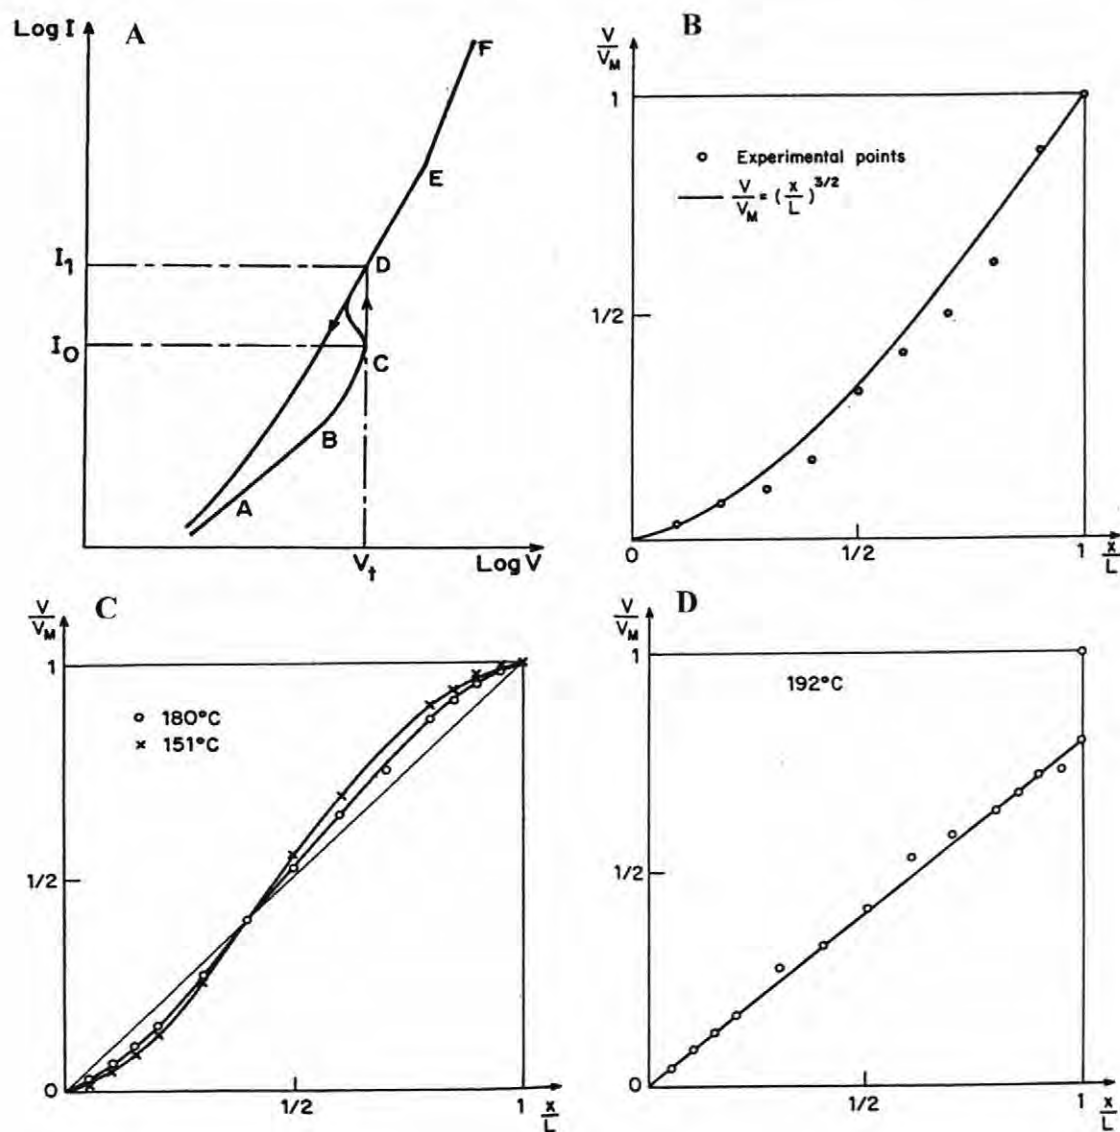 Log I
A
F
E
I1
D
I0
C
B
A
Vt
Log V
B
V/VM
1
Experimental points
V/VM = (x/L)^3/2
1/2
0
1/2
1
x/L
C
V/VM
1
180°C
151°C
1/2
0
1/2
1
x/L
D
V/VM
1
192°C
1/2
0
1/2
1
x/L